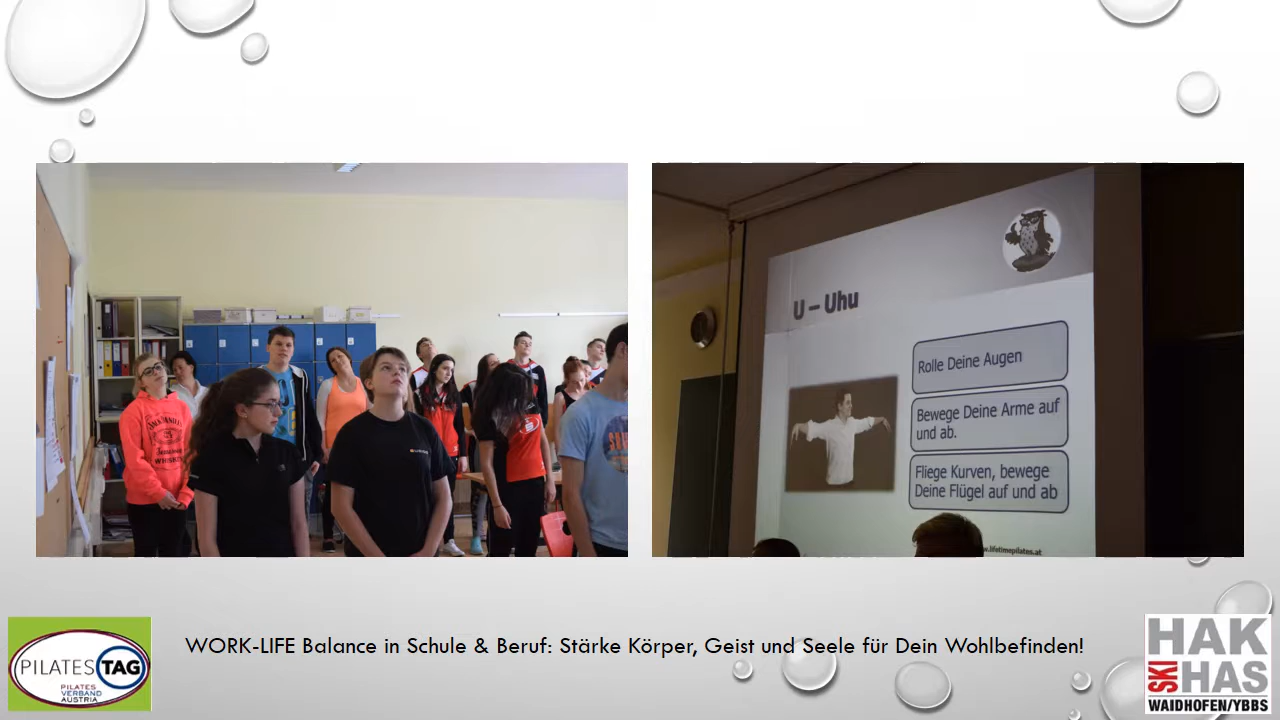 U – Uhu
Rolle Deine Augen
Bewege Deine Arme auf
und ab.
Fliege Kurven, bewege
Deine Flügel auf und ab
w.lifetimepilates.at
WORK-LIFE Balance in Schule & Beruf: Stärke Körper, Geist und Seele für Dein Wohlbefinden!
PILATES TAG
PILATES
VERBAND
AUSTRIA
HAK
SKI HAS
WAIDHOFEN/YBBS